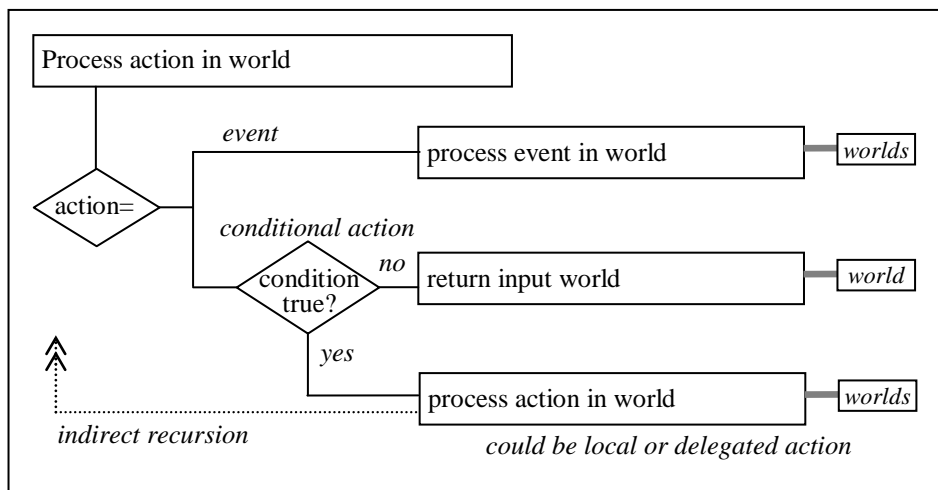 Process action in world
event
process event in world
worlds
action=
conditional action
condition
true?
no
return input world
world
yes
process action in world
worlds
indirect recursion
could be local or delegated action